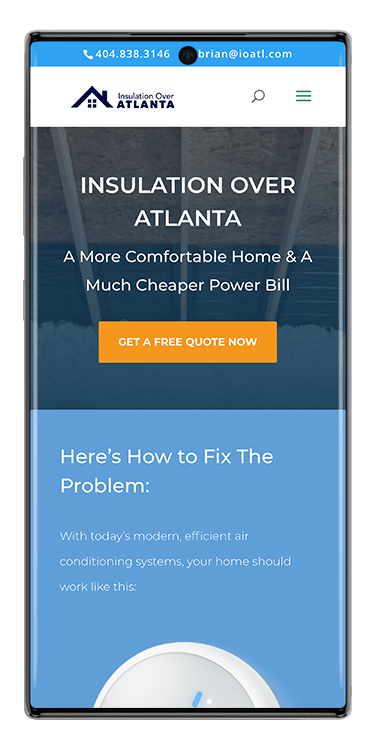 404.838.3146 brian@ioatl.com
Insulation Over
ATLANTA
INSULATION OVER
ATLANTA
A More Comfortable Home & A
Much Cheaper Power Bill
GET A FREE QUOTE NOW
Here's How to Fix The
Problem:
With today's modern, efficient air
conditioning systems, your home should
work like this: